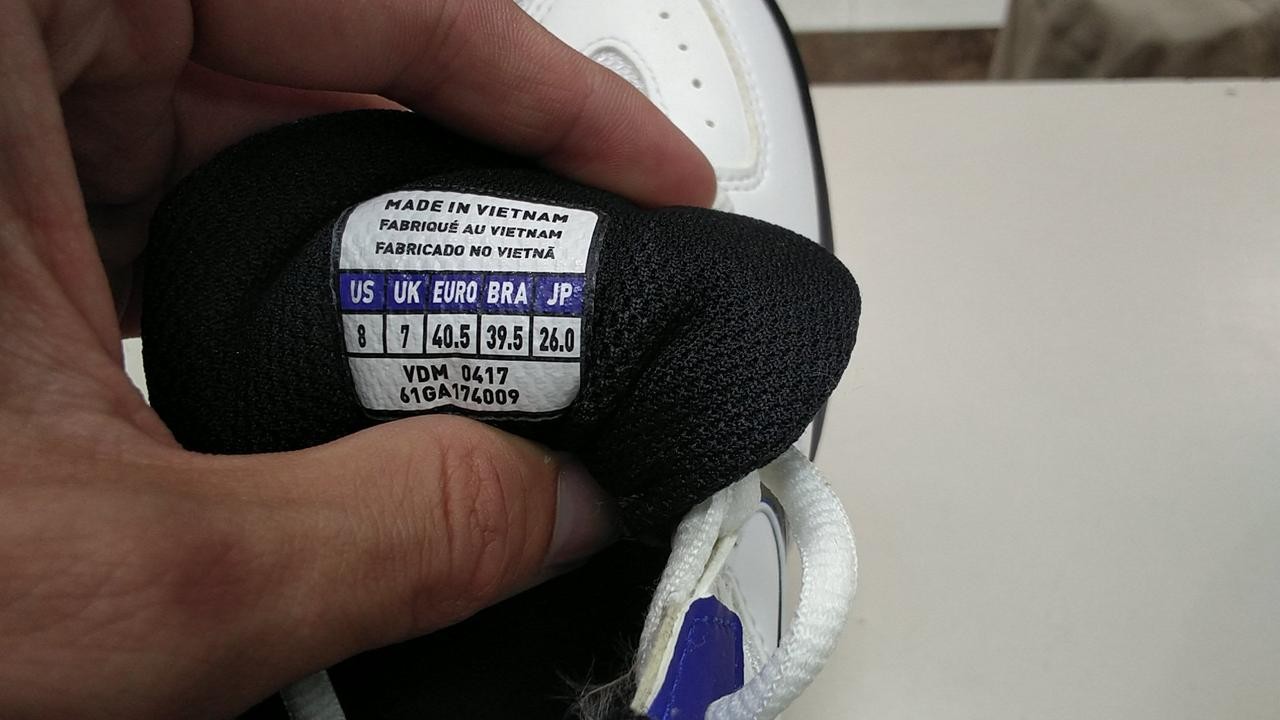 MADE IN VIETNAM
FABRIQUÉ AU VIETNAM
FABRICADO NO VIETNÃ
US UK EURO BRA JP
8 7 40.5 39.5 26.0
VDM 0417
61GA174009